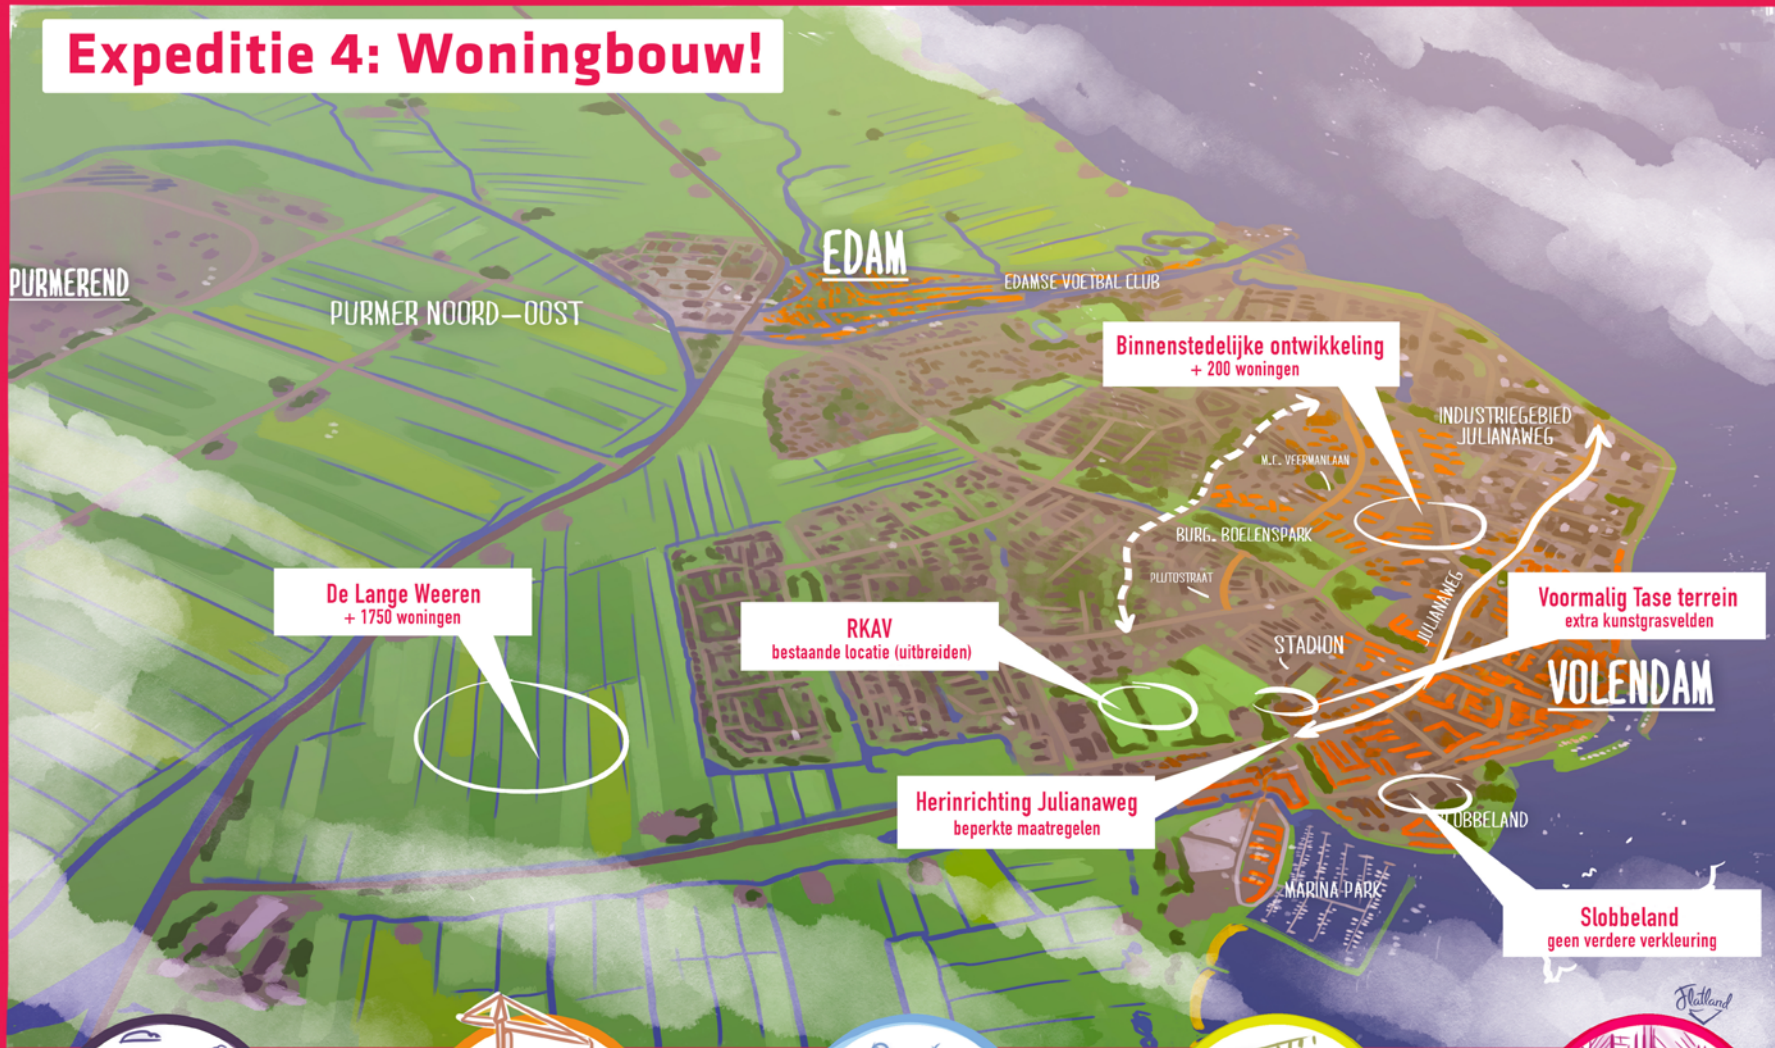 Expeditie 4: Woningbouw!
EDAM
PURMEREND
EDAMSE VOETBAL CLUB
PURMER NOORD-OOST
Binnenstedelijke ontwikkeling
+ 200 woningen
INDUSTRIEGEBIED
JULIANAWEG
M.C. VEERMANLAAN
BURG. BOELENSPARK
PLUTOSTRAAT
De Lange Weeren
+ 1750 woningen
JULIANAWEG
Voormalig Tase terrein
extra kunstgrasvelden
RKAV
bestaande locatie (uitbreiden)
STADION
VOLENDAM
Herinrichting Julianaweg
beperkte maatregelen
SLOBBELAND
MARINA PARK
Slobbeland
geen verdere verkleuring
Flatland